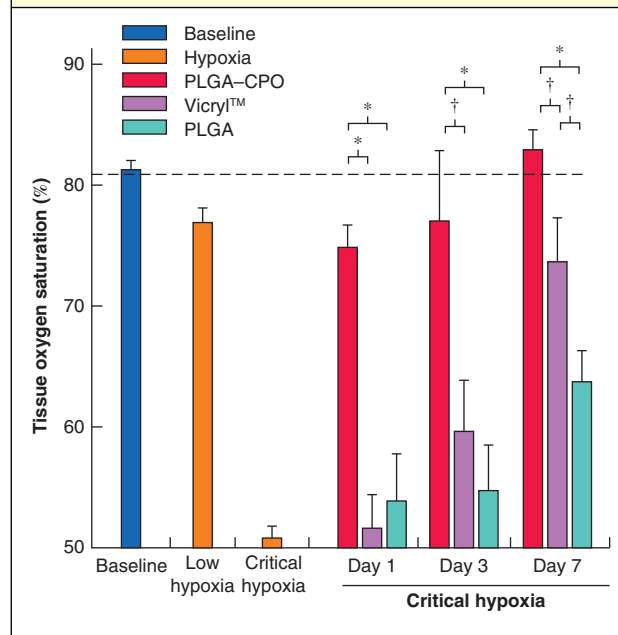 Baseline
Hypoxia
PLGA–CPO
Vicryl™
PLGA
Tissue oxygen saturation (%)
90
80
70
60
50
* * * † * † †
Baseline Low hypoxia Critical hypoxia Day 1 Day 3 Day 7
Critical hypoxia